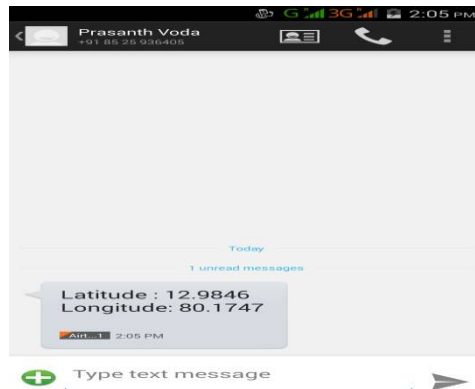 G 3G 2:05 PM
Prasanth Voda
+91 85 25 936405
Today
1 unread messages
Latitude : 12.9846
Longitude: 80.1747
Airt...1 2:05 PM
Type text message